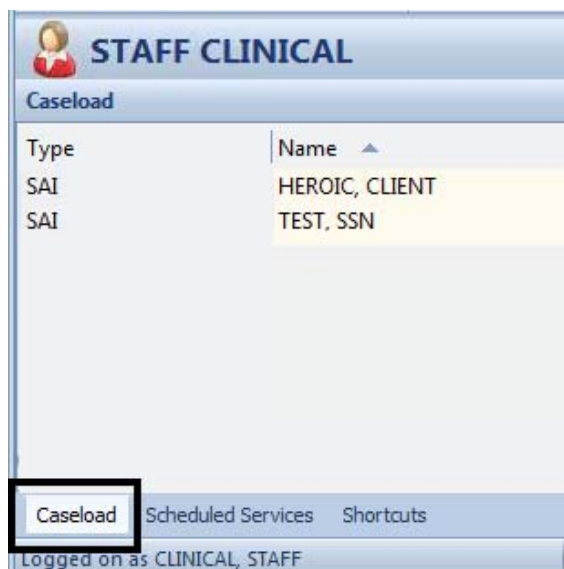 STAFF CLINICAL
Caseload
Type Name
SAI HEROIC, CLIENT
SAI TEST, SSN
Caseload Scheduled Services Shortcuts
Logged on as CLINICAL, STAFF